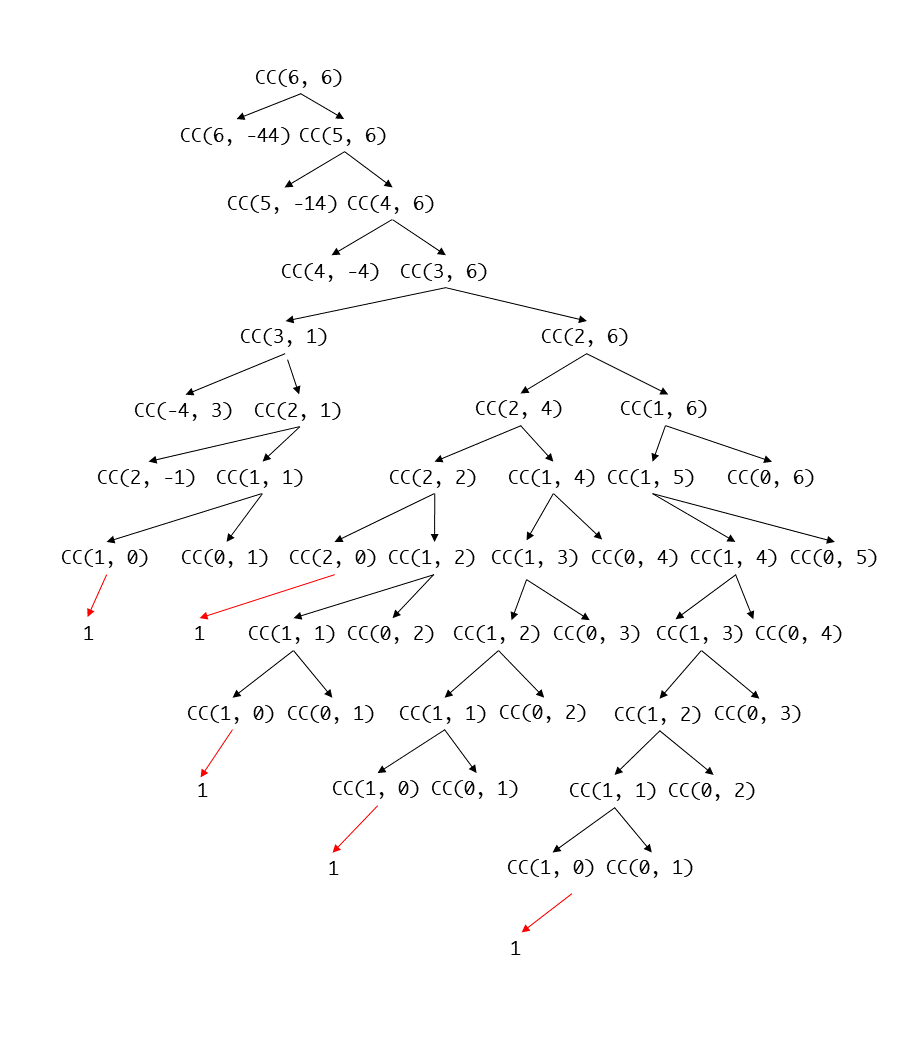 CC(6, 6)
CC(6, -44) CC(5, 6)
CC(5, -14) CC(4, 6)
CC(4, -4) CC(3, 6)
CC(3, 1) CC(2, 6)
CC(-4, 3) CC(2, 1) CC(2, 4) CC(1, 6)
CC(2, -1) CC(1, 1) CC(2, 2) CC(1, 4) CC(1, 5) CC(0, 6)
CC(1, 0) CC(0, 1) CC(2, 0) CC(1, 2) CC(1, 3) CC(0, 4) CC(1, 4) CC(0, 5)
1 1 CC(1, 1) CC(0, 2) CC(1, 2) CC(0, 3) CC(1, 3) CC(0, 4)
CC(1, 0) CC(0, 1) CC(1, 1) CC(0, 2) CC(1, 2) CC(0, 3)
1 CC(1, 0) CC(0, 1) CC(1, 1) CC(0, 2)
1 CC(1, 0) CC(0, 1)
1